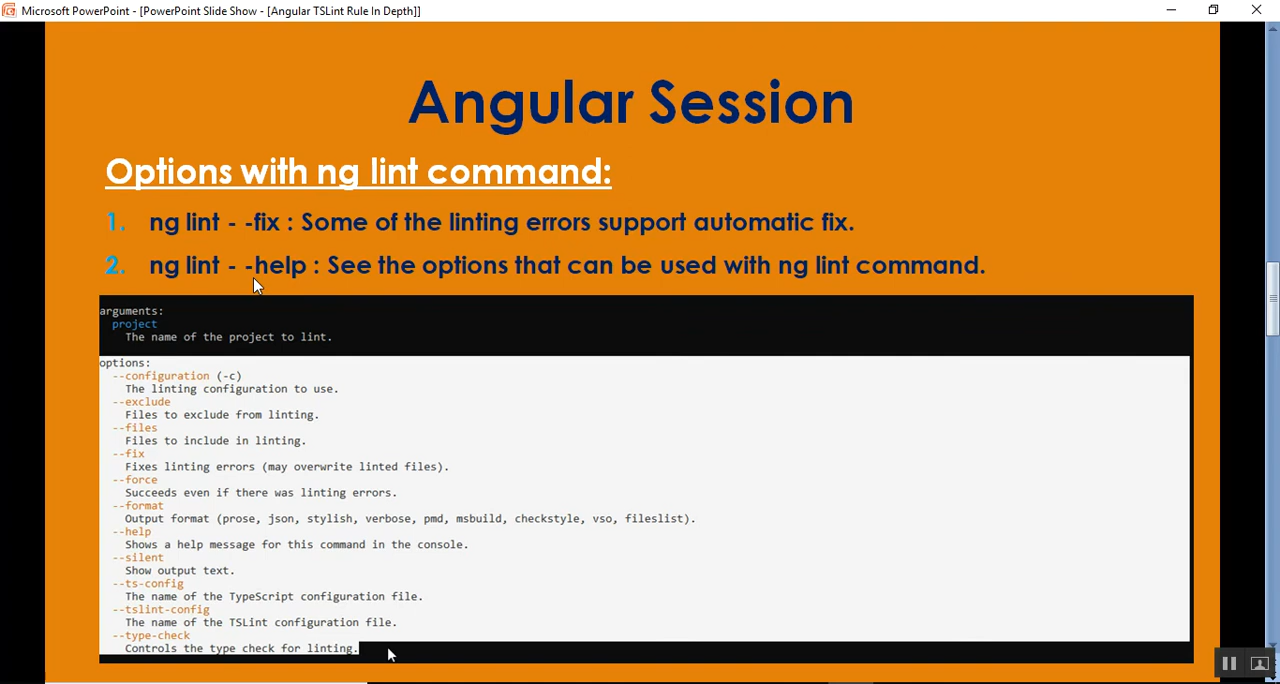 Microsoft PowerPoint - [PowerPoint Slide Show - [Angular TSLint Rule In Depth]]
Angular Session
Options with ng lint command:
1. ng lint - -fix : Some of the linting errors support automatic fix.
2. ng lint - -help : See the options that can be used with ng lint command.
arguments:
project
The name of the project to lint.
options:
--configuration (-c)
The linting configuration to use.
--exclude
Files to exclude from linting.
--files
Files to include in linting.
--fix
Fixes linting errors (may overwrite linted files).
--force
Succeeds even if there was linting errors.
--format
Output format (prose, json, stylish, verbose, pmd, msbuild, checkstyle, vso, fileslist).
--help
Shows a help message for this command in the console.
--silent
Show output text.
--ts-config
The name of the TypeScript configuration file.
--tslint-config
The name of the TSLint configuration file.
--type-check
Controls the type check for linting.